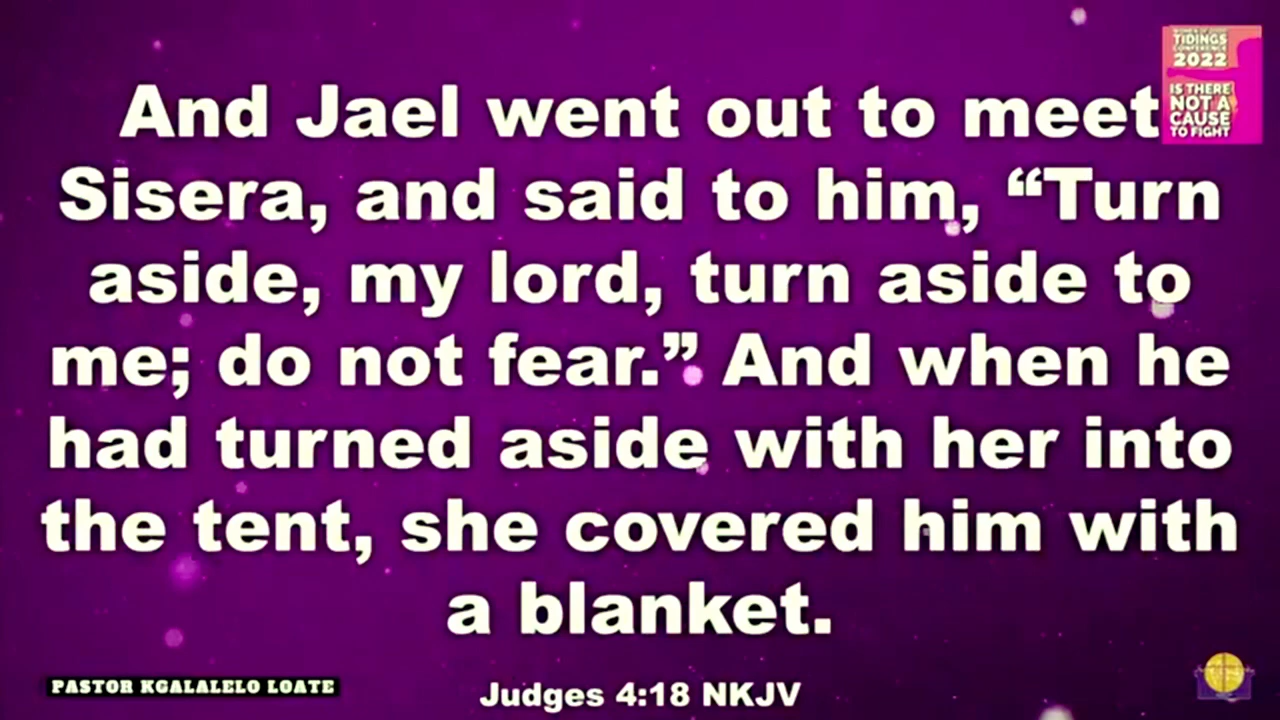 And Jael went out to meet
Sisera, and said to him, “Turn
aside, my lord, turn aside to
me; do not fear.” And when he
had turned aside with her into
the tent, she covered him with
a blanket.
Judges 4:18 NKJV
PASTOR KGALALELO LOATE
TIDINGS
CONFERENCE
2022
IS THERE
NOT A
CAUSE
TO FIGHT